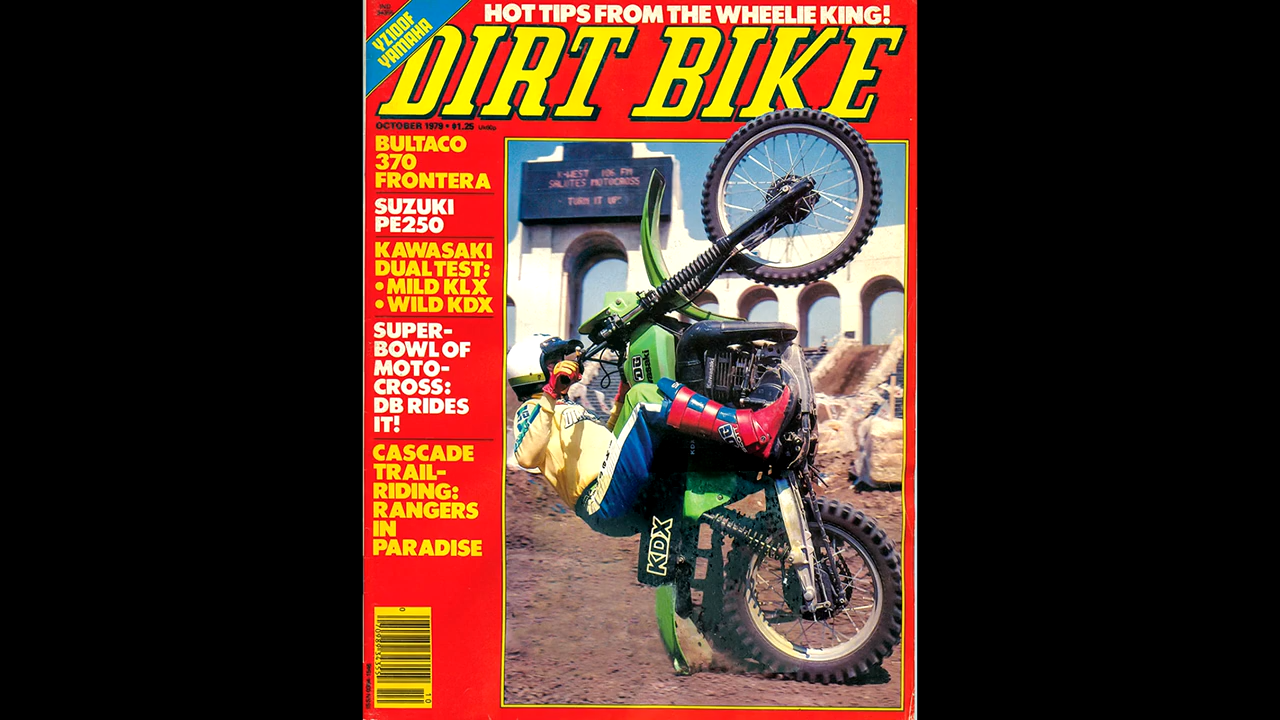 HOT TIPS FROM THE WHEELIE KING!
YZ100F
YAMAHA
DIRT BIKE
OCTOBER 1979 • $1.25
BULTACO
370
FRONTERA
SUZUKI
PE250
KAWASAKI
DUAL TEST:
• MILD KLX
• WILD KDX
SUPER-
BOWL OF
MOTO-
CROSS:
DB RIDES
IT!
CASCADE
TRAIL-
RIDING:
RANGERS
IN
PARADISE
K-WEST 106 FM
SALUTES MOTOCROSS
"TURN IT UP"
KDX
0
10